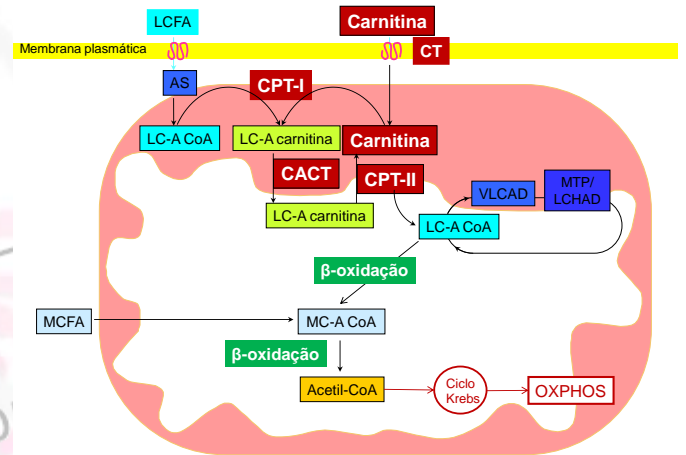 LCFA
Carnitina
Membrana plasmática
CT
AS
CPT-I
LC-A CoA
LC-A carnitina
Carnitina
CACT
CPT-II
VLCAD
MTP/
LCHAD
LC-A carnitina
LC-A CoA
β-oxidação
MCFA
MC-A CoA
β-oxidação
Acetil-CoA
Ciclo
Krebs
OXPHOS